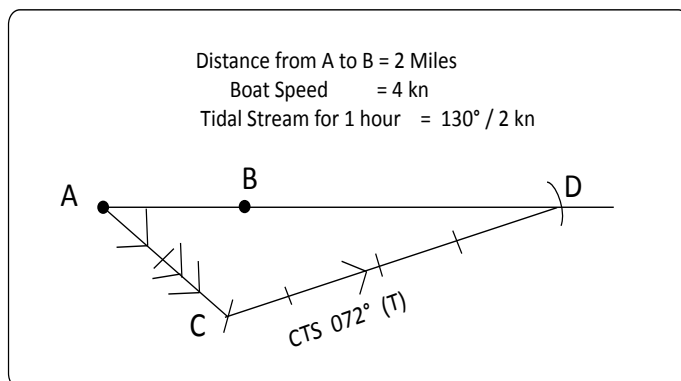 Distance from A to B = 2 Miles
Boat Speed = 4 kn
Tidal Stream for 1 hour = 130° / 2 kn
A
B
D
C
CTS 072° (T)